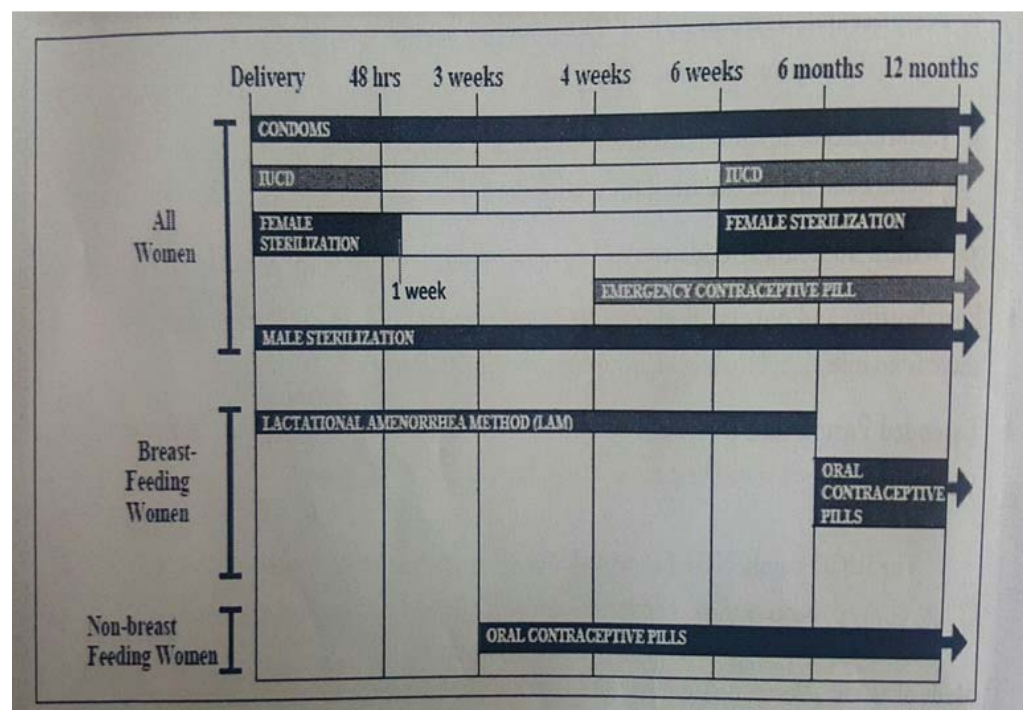 Delivery 48 hrs 3 weeks 4 weeks 6 weeks 6 months 12 months
CONDOMS
IUCD IUCD
FEMALE
STERILIZATION
FEMALE STERILIZATION
All
Women
1 week
EMERGENCY CONTRACEPTIVE PILL
MALE STERILIZATION
LACTATIONAL AMENORRHEA METHOD (LAM)
Breast-
Feeding
Women
ORAL
CONTRACEPTIVE
PILLS
Non-breast
Feeding Women
ORAL CONTRACEPTIVE PILLS